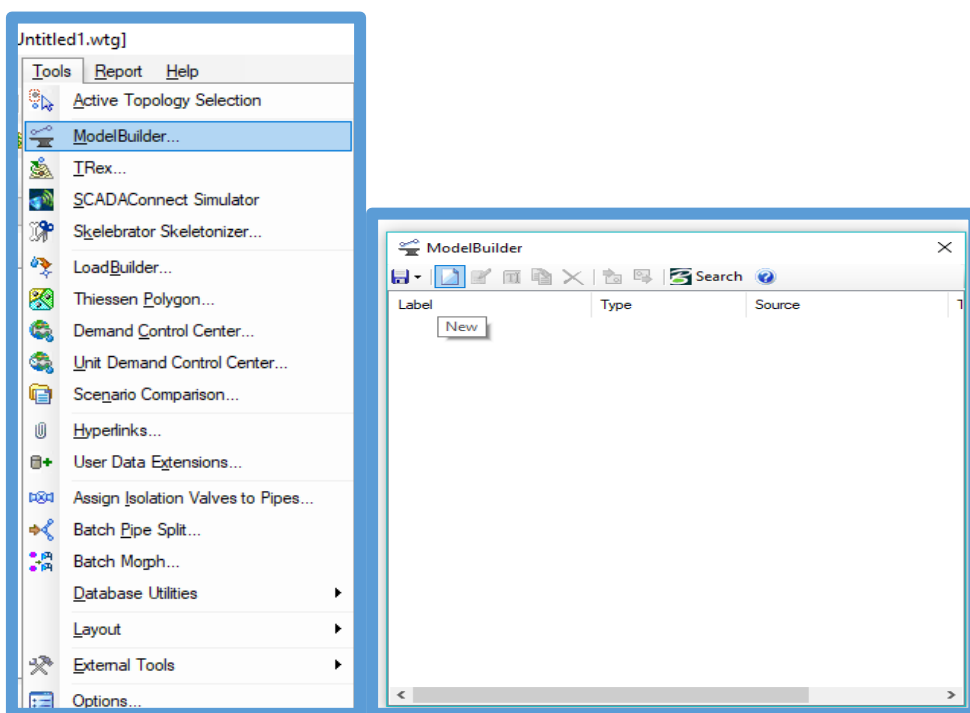 Untitled1.wtg]
Tools Report Help
Active Topology Selection
ModelBuilder...
TRex...
SCADAConnect Simulator
Skelebrator Skeletonizer...
LoadBuilder...
Thiessen Polygon...
Demand Control Center...
Unit Demand Control Center...
Scenario Comparison...
Hyperlinks...
User Data Extensions...
Assign Isolation Valves to Pipes...
Batch Pipe Split...
Batch Morph...
Database Utilities
Layout
External Tools
Options...
ModelBuilder
Search
Label Type Source
New